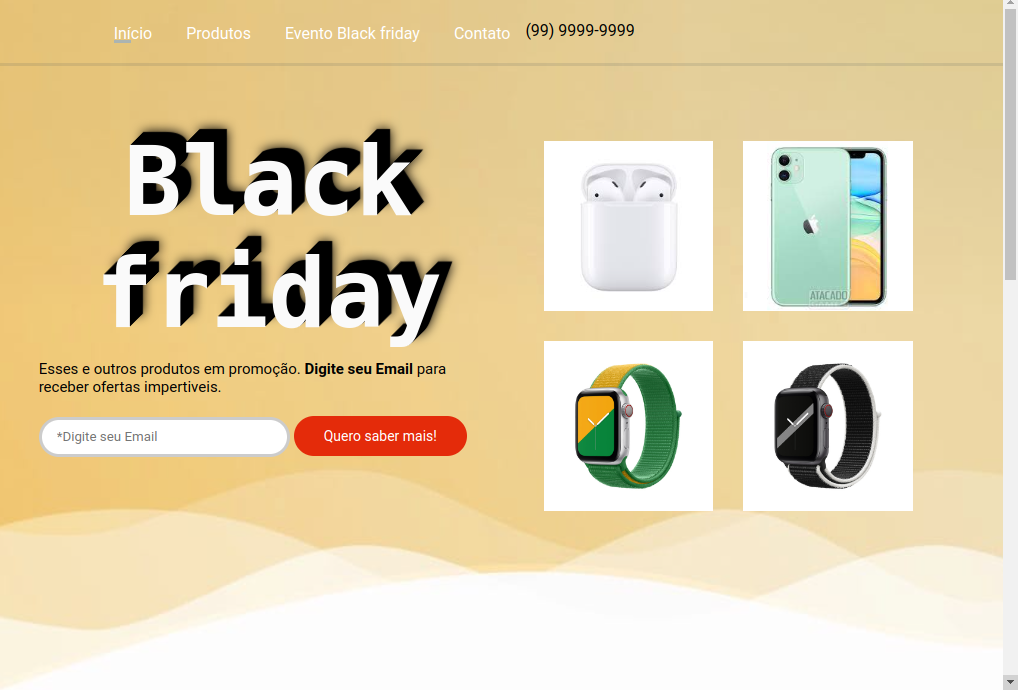 Início Produtos Evento Black friday Contato (99) 9999-9999
Black
friday
Esses e outros produtos em promoção. Digite seu Email para
receber ofertas impertiveis.
*Digite seu Email Quero saber mais!
ATACADO